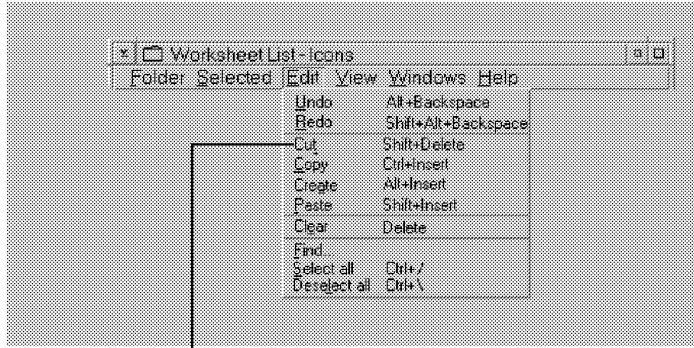 Worksheet List - Icons
Folder Selected Edit View Windows Help
Undo Alt+Backspace
Redo Shift+Alt+Backspace
Cut Shift+Delete
Copy Ctrl+Insert
Create Alt+Insert
Paste Shift+Insert
Clear Delete
Find...
Select all Ctrl+/
Deselect all Ctrl+\